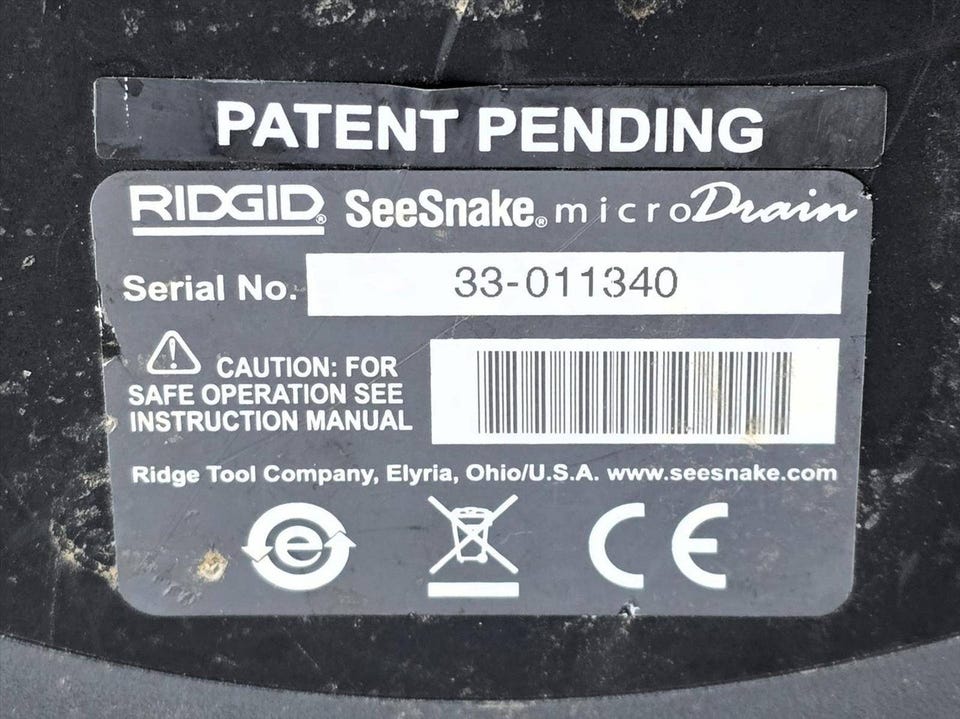 PATENT PENDING
RIDGID® SeeSnake® microDrain
Serial No. 33-011340
CAUTION: FOR
SAFE OPERATION SEE
INSTRUCTION MANUAL
Ridge Tool Company, Elyria, Ohio/U.S.A. www.seesnake.com
e CE